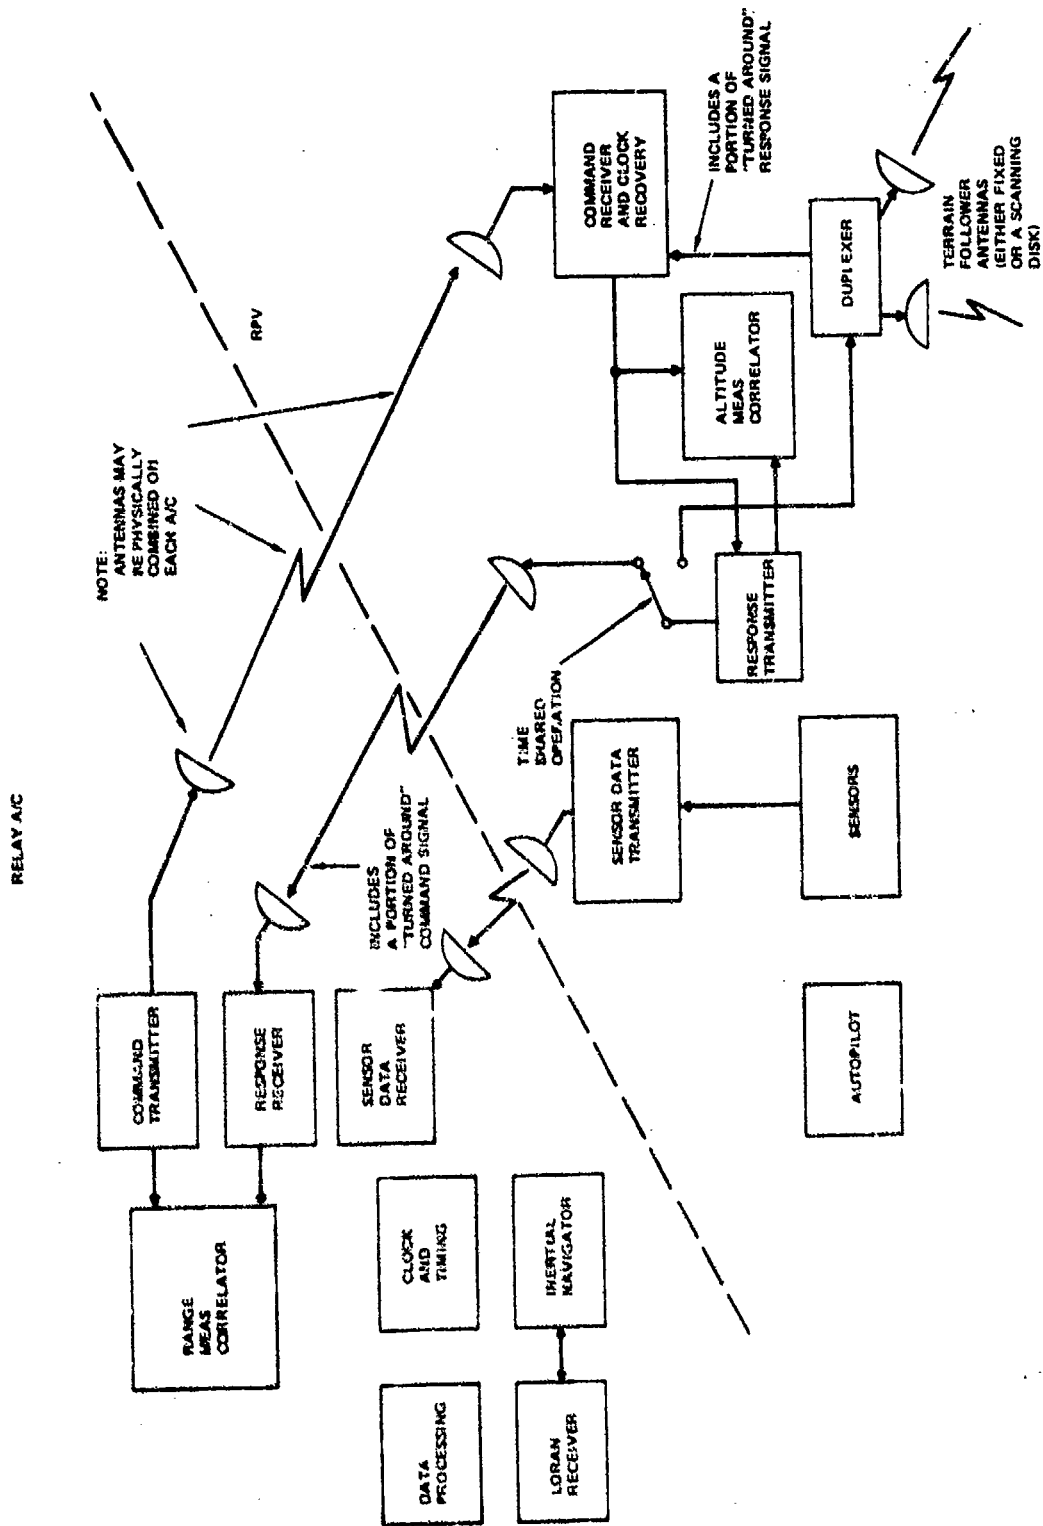 RELAY A/C
NOTE:
ANTENNAS MAY
RE PHYSICALLY
COMBINED ON
EACH A/C
RPV
RANGE
MEAS
CORRELATOR
COMMAND
TRANSMITTER
RESPONSE
RECEIVER
INCLUDES
A PORTION OF
"TURNED AROUND"
COMMAND SIGNAL
SENSOR
DATA
RECEIVER
DATA
PROCESSING
CLOCK
AND
TIMING
LORAN
RECEIVER
INERTIAL
NAVIGATOR
TIME
SHARED
OPERATION
COMMAND
RECEIVER
AND CLOCK
RECOVERY
INCLUDES A
PORTION OF
"TURNED AROUND"
RESPONSE SIGNAL
SENSOR DATA
TRANSMITTER
RESPONSE
TRANSMITTER
ALTITUDE
MEAS
CORRELATOR
DUPLEXER
AUTOPILOT
SENSORS
TERRAIN
FOLLOWER
ANTENNAS
(EITHER FIXED
OR A SCANNING
DISK)